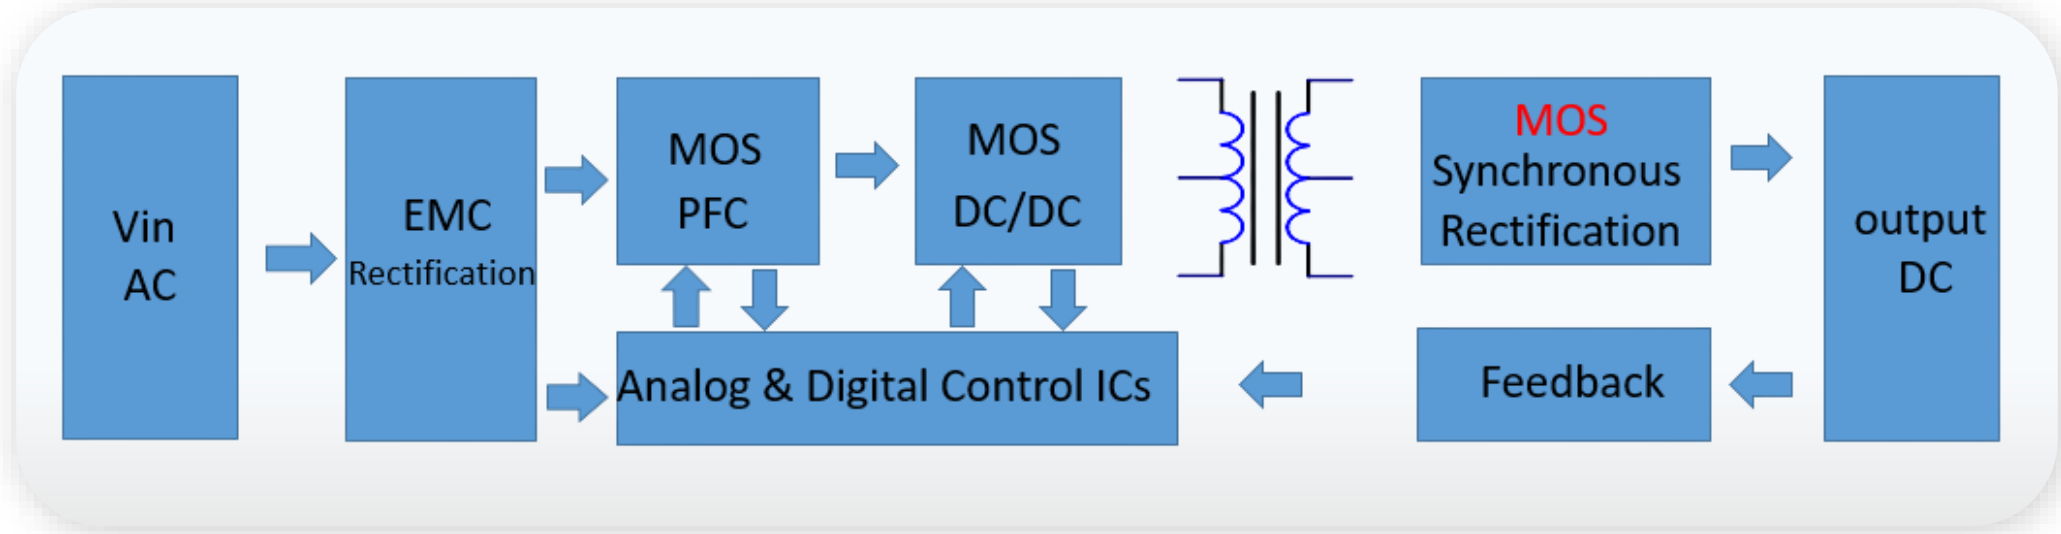 Vin
AC
EMC
Rectification
MOS
PFC
MOS
DC/DC
MOS
Synchronous
Rectification
output
DC
Analog & Digital Control ICs
Feedback